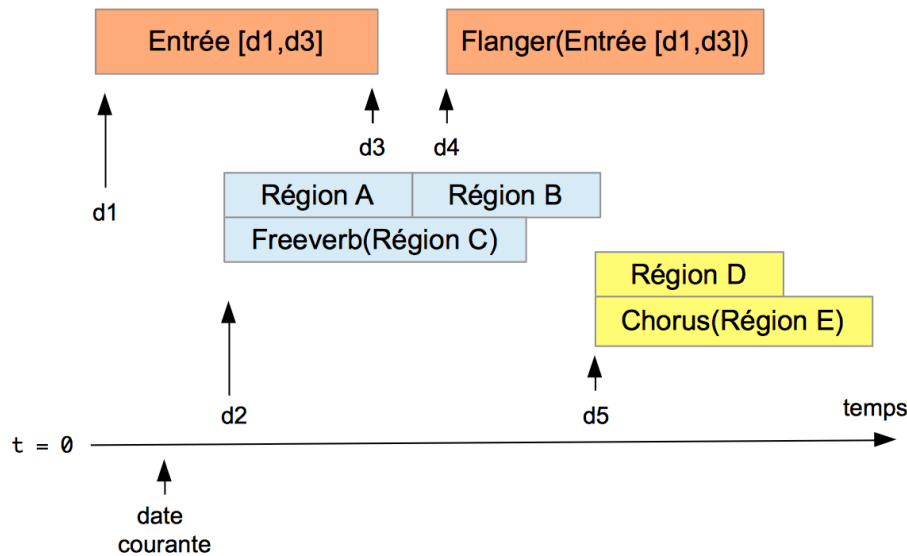 Entrée [d1,d3]
Flanger(Entrée [d1,d3])
d3
d4
d1
Région A
Région B
Freeverb(Région C)
Région D
Chorus(Région E)
d2
d5
temps
t = 0
date
courante